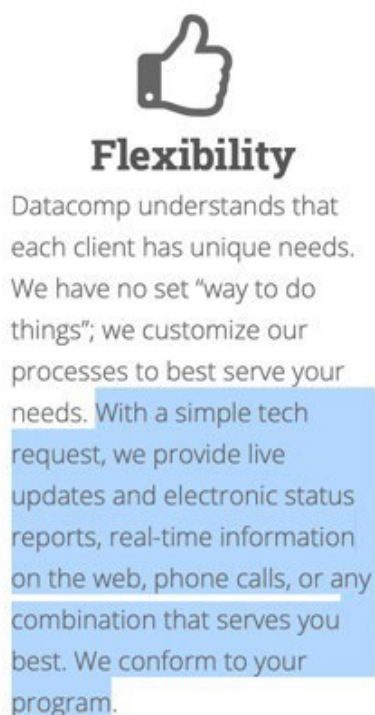 Flexibility
Datacomp understands that
each client has unique needs.
We have no set “way to do
things”; we customize our
processes to best serve your
needs. With a simple tech
request, we provide live
updates and electronic status
reports, real-time information
on the web, phone calls, or any
combination that serves you
best. We conform to your
program.